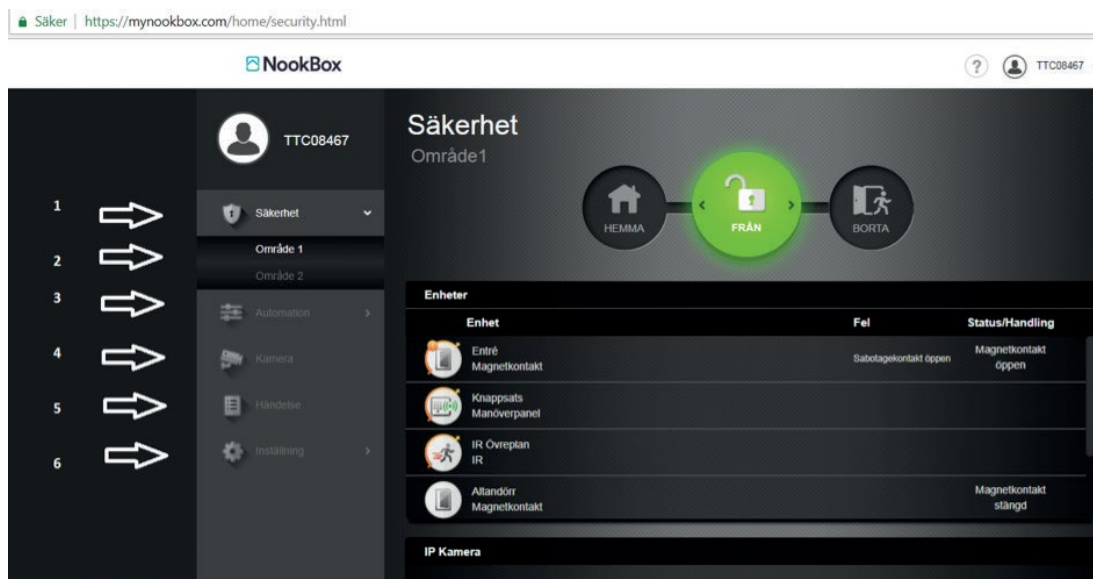 Säker | https://mynookbox.com/home/security.html
NookBox
? TTC08467
TTC08467
Säkerhet
Område1
HEMMA
FRÅN
BORTA
1
Säkerhet
2
Område 1
Område 2
3
Automation
4
Kamera
5
Händelse
6
Inställning
Enheter
Enhet Fel Status/Handling
Entré
Magnetkontakt
Sabotagekontakt öppen
Magnetkontakt
öppen
Knappsats
Manöverpanel
IR Övreplan
IR
Altandörr
Magnetkontakt
Magnetkontakt
stängd
IP Kamera